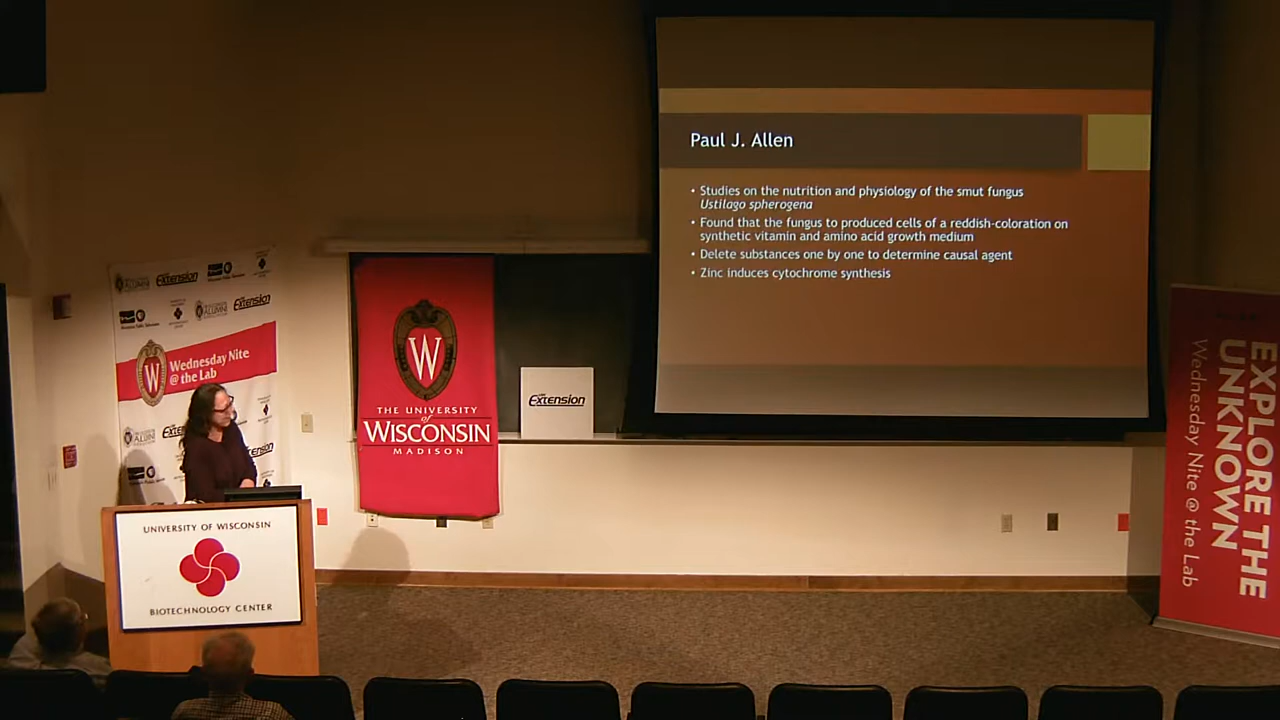 Paul J. Allen
• Studies on the nutrition and physiology of the smut fungus
Ustilago spherogena
• Found that the fungus to produced cells of a reddish-coloration on
synthetic vitamin and amino acid growth medium
• Delete substances one by one to determine causal agent
• Zinc induces cytochrome synthesis
Extension
Extension
Wednesday Nite
@ the Lab
W
W
THE UNIVERSITY
of
WISCONSIN
MADISON
Extension
UNIVERSITY OF WISCONSIN
BIOTECHNOLOGY CENTER
EXPLORE THE
UNKNOWN
Wednesday Nite @ the Lab